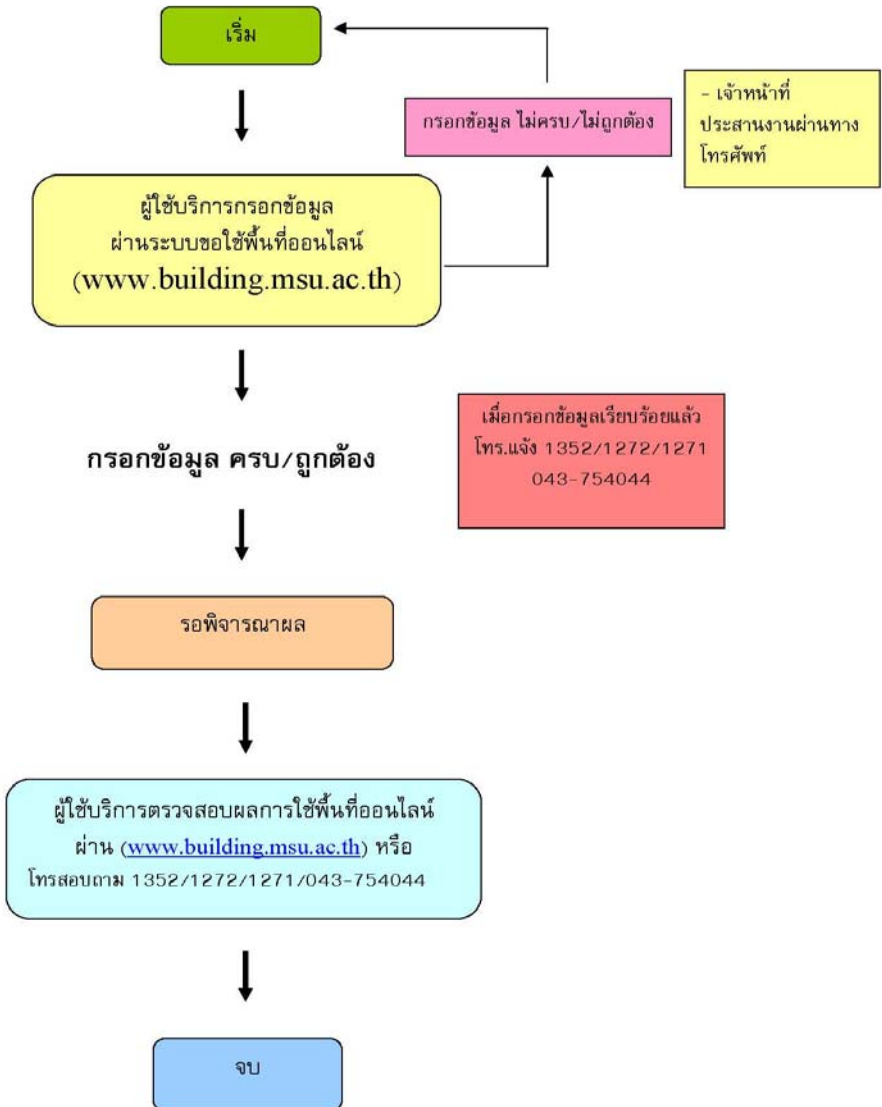 เริ่ม
กรอกข้อมูล ไม่ครบ/ไม่ถูกต้อง
- เจ้าหน้าที่
ประสานงานผ่านทาง
โทรศัพท์
ผู้ใช้บริการกรอกข้อมูล
ผ่านระบบขอใช้พื้นที่ออนไลน์
(www.building.msu.ac.th)
กรอกข้อมูล ครบ/ถูกต้อง
เมื่อกรอกข้อมูลเรียบร้อยแล้ว
โทร.แจ้ง 1352/1272/1271
043-754044
รอพิจารณาผล
ผู้ใช้บริการตรวจสอบผลการใช้พื้นที่ออนไลน์
ผ่าน (www.building.msu.ac.th) หรือ
โทรสอบถาม 1352/1272/1271/043-754044
จบ